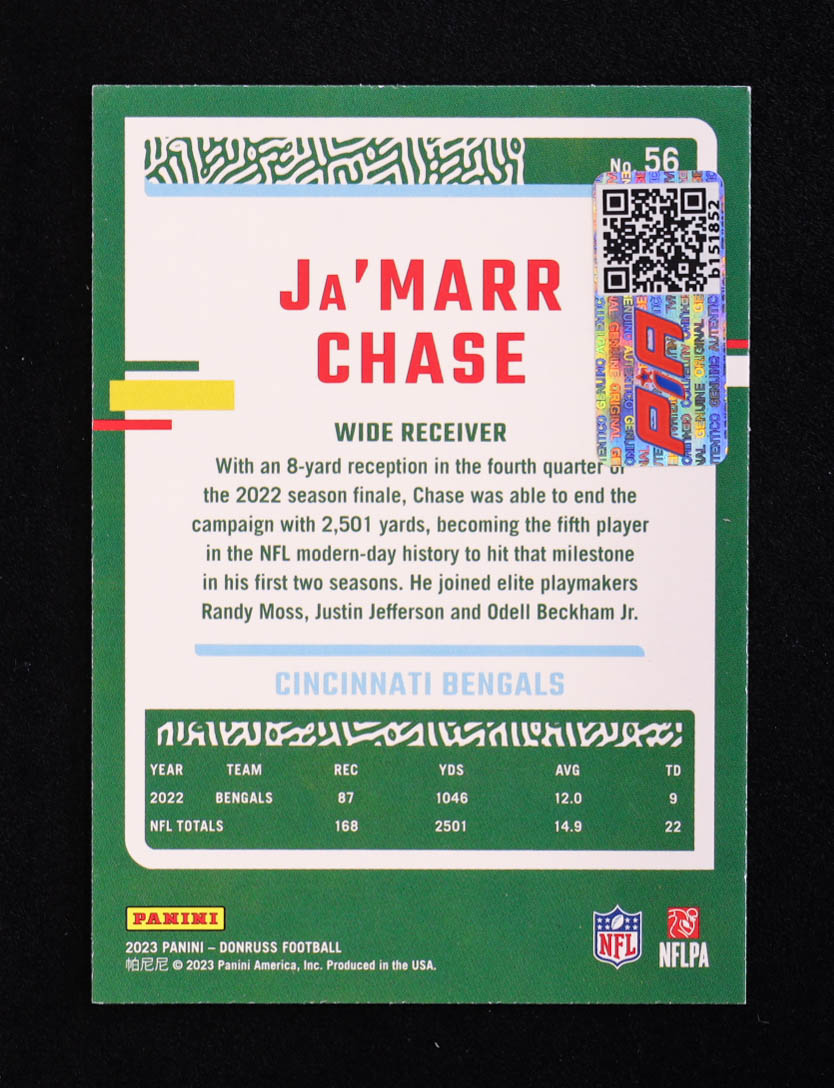 No. 56
b151852
PiA
JA'MARR
CHASE
WIDE RECEIVER
With an 8-yard reception in the fourth quarter of
the 2022 season finale, Chase was able to end the
campaign with 2,501 yards, becoming the fifth player
in the NFL modern-day history to hit that milestone
in his first two seasons. He joined elite playmakers
Randy Moss, Justin Jefferson and Odell Beckham Jr.
CINCINNATI BENGALS
YEAR TEAM REC YDS AVG TD
2022 BENGALS 87 1046 12.0 9
NFL TOTALS 168 2501 14.9 22
PANINI
2023 PANINI – DONRUSS FOOTBALL
帕尼尼 © 2023 Panini America, Inc. Produced in the USA.
NFL
NFLPA